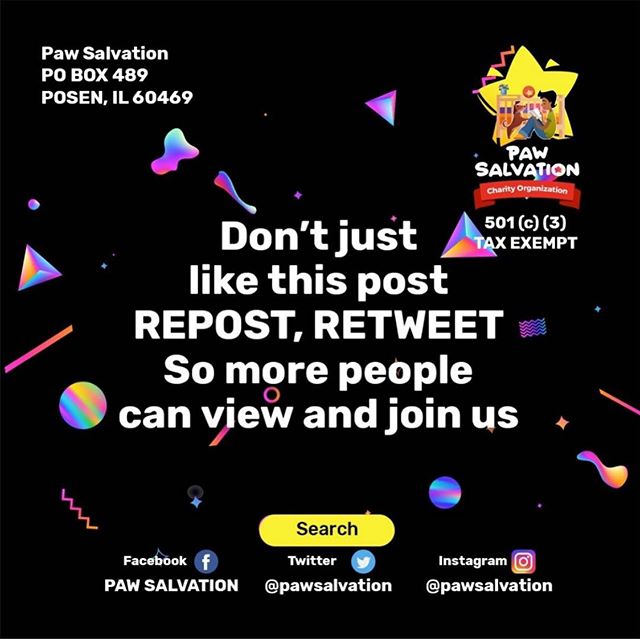 Paw Salvation
PO BOX 489
POSEN, IL 60469
PAW
SALVATION
Charity Organization
501 (c) (3)
TAX EXEMPT
Don’t just
like this post
REPOST, RETWEET
So more people
can view and join us
Search
Facebook
PAW SALVATION
Twitter
@pawsalvation
Instagram
@pawsalvation